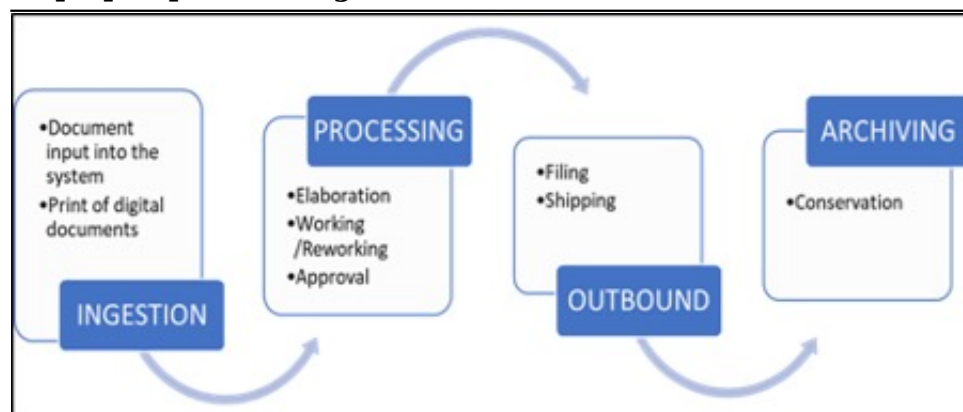 •Document
input into the
system
•Print of digital
documents
INGESTION
PROCESSING
•Elaboration
•Working
/Reworking
•Approval
•Filing
•Shipping
OUTBOUND
ARCHIVING
•Conservation